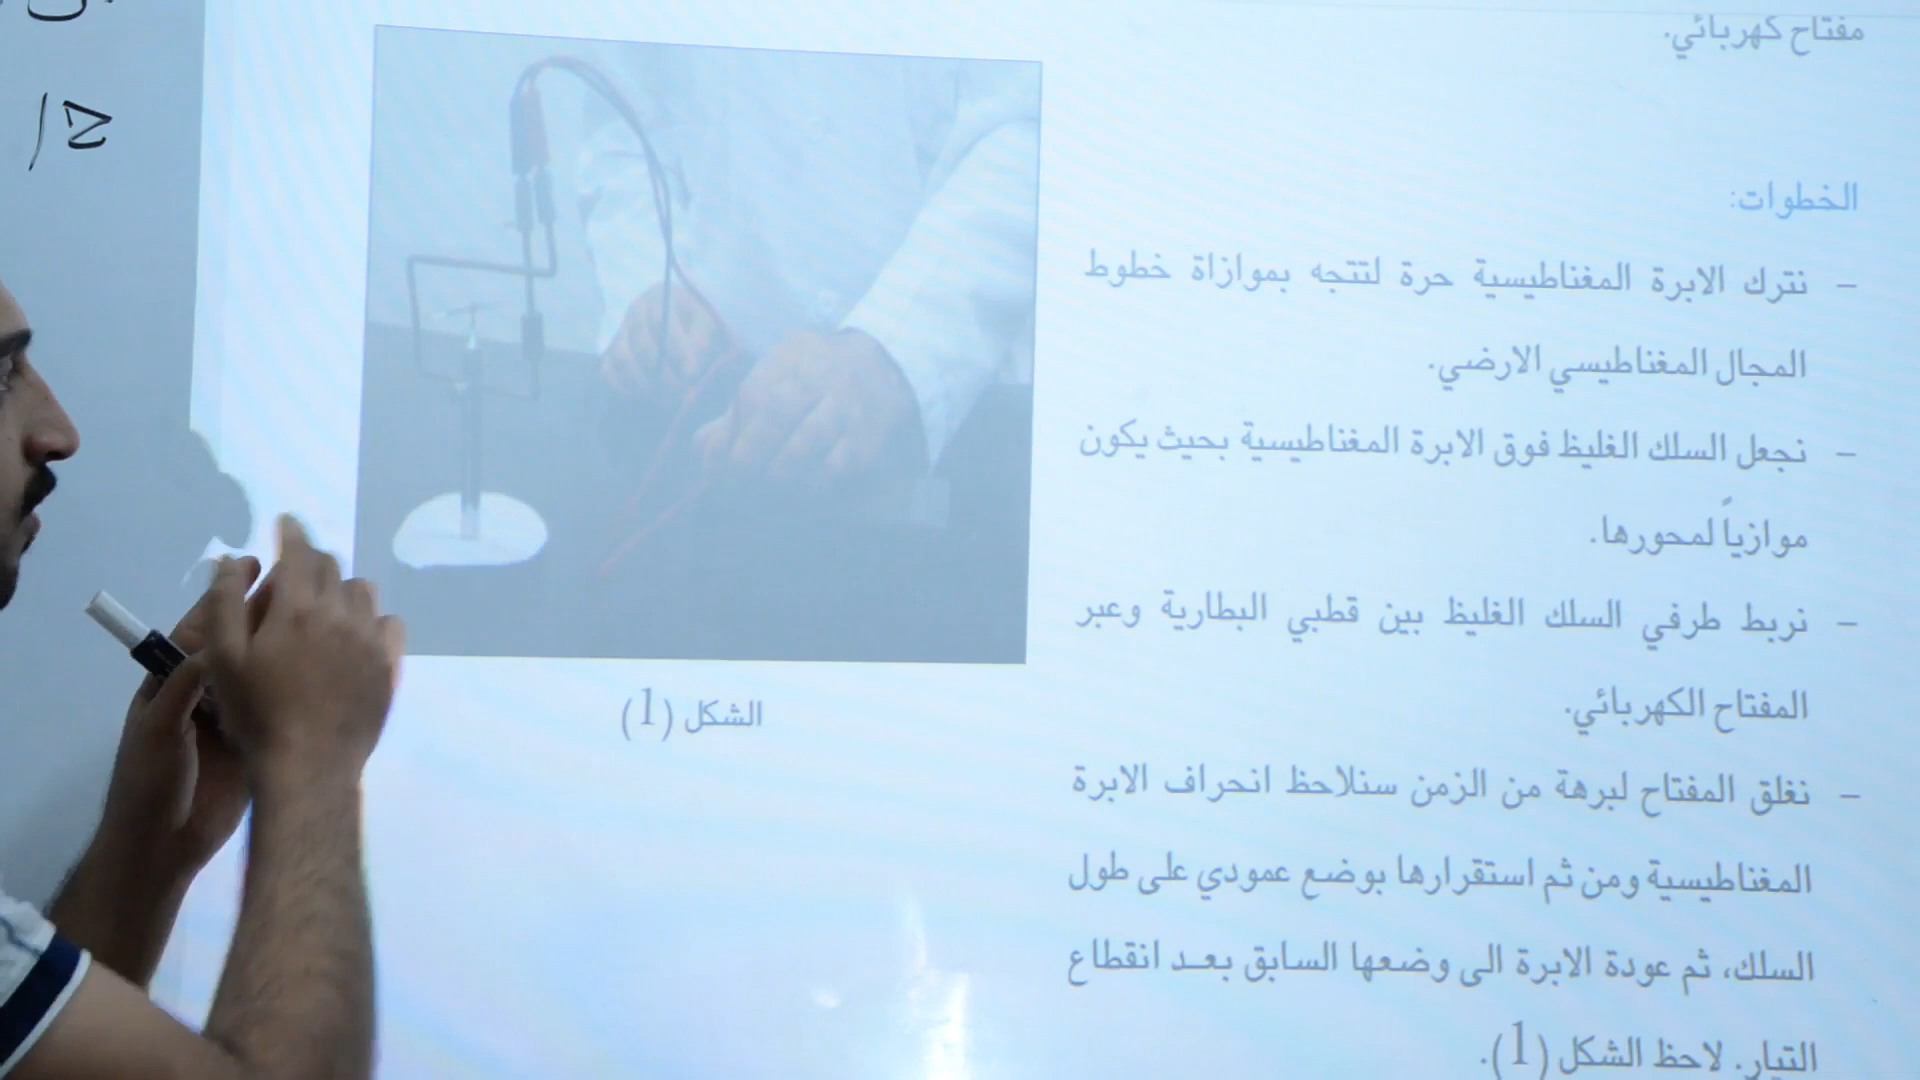 مفتاح كهربائي.
الخطوات:
– نترك الابرة المغناطيسية حرة لتتجه بموازاة خطوط
المجال المغناطيسي الارضي.
– نجعل السلك الغليظ فوق الابرة المغناطيسية بحيث يكون
موازياً لمحورها.
– نربط طرفي السلك الغليظ بين قطبي البطارية وعبر
المفتاح الكهربائي.
– نغلق المفتاح لبرهة من الزمن سنلاحظ انحراف الابرة
المغناطيسية ومن ثم استقرارها بوضع عمودي على طول
السلك، ثم عودة الابرة الى وضعها السابق بعد انقطاع
التيار. لاحظ الشكل (1).
الشكل (1)
ج/